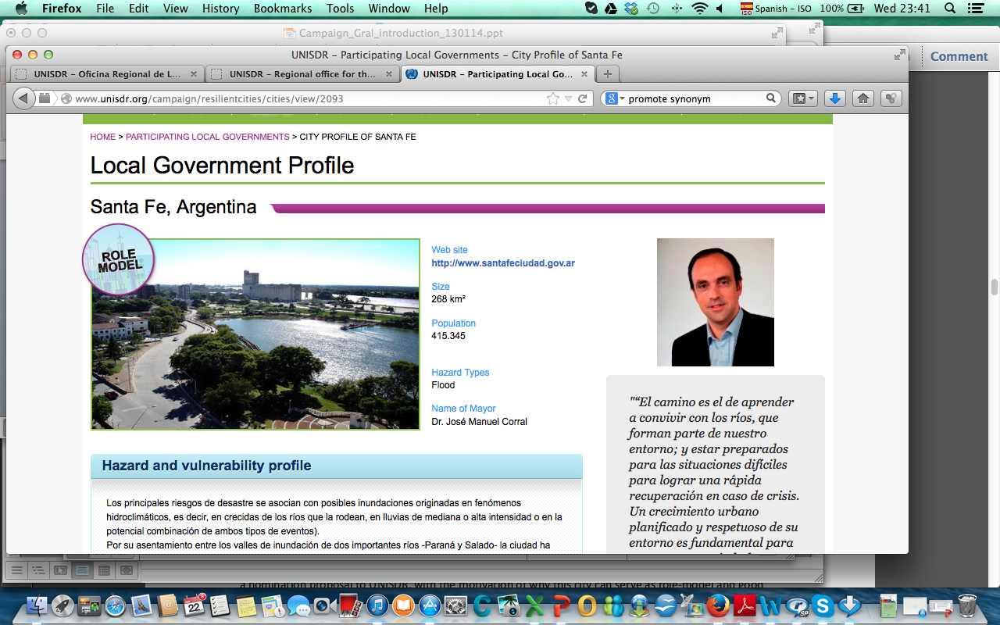 Firefox File Edit View History Bookmarks Tools Window Help
ISO Spanish – ISO 100% Wed 23:41
Campaign_Gral_introduction_130114.ppt
UNISDR – Participating Local Governments – City Profile of Santa Fe
Comment
UNISDR – Oficina Regional de L...
UNISDR – Regional office for th...
UNISDR – Participating Local Go...
www.unisdr.org/campaign/resilientcities/cities/view/2093
promote synonym
HOME > PARTICIPATING LOCAL GOVERNMENTS > CITY PROFILE OF SANTA FE
Local Government Profile
Santa Fe, Argentina
ROLE
MODEL
Web site
http://www.santafeciudad.gov.ar
Size
268 km²
Population
415.345
Hazard Types
Flood
Name of Mayor
Dr. José Manuel Corral
"“El camino es el de aprender
a convivir con los ríos, que
forman parte de nuestro
entorno; y estar preparados
para las situaciones difíciles
para lograr una rápida
recuperación en caso de crisis.
Un crecimiento urbano
planificado y respetuoso de su
entorno es fundamental para
Hazard and vulnerability profile
Los principales riesgos de desastre se asocian con posibles inundaciones originadas en fenómenos
hidroclimáticos, es decir, en crecidas de los ríos que la rodean, en lluvias de mediana o alta intensidad o en la
potencial combinación de ambos tipos de eventos).
Por su asentamiento entre los valles de inundación de dos importantes ríos -Paraná y Salado- la ciudad ha
a nomination proposal to UNISDR, with the motivation of why this city can serve as role-model and good
22